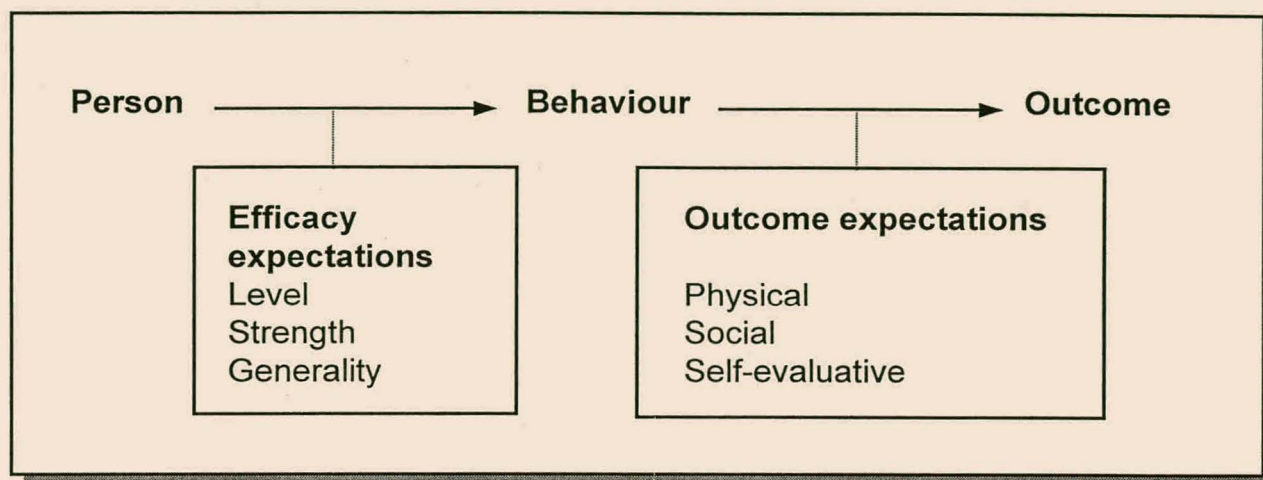 Person Behaviour Outcome
Efficacy
expectations
Level
Strength
Generality
Outcome expectations
Physical
Social
Self-evaluative